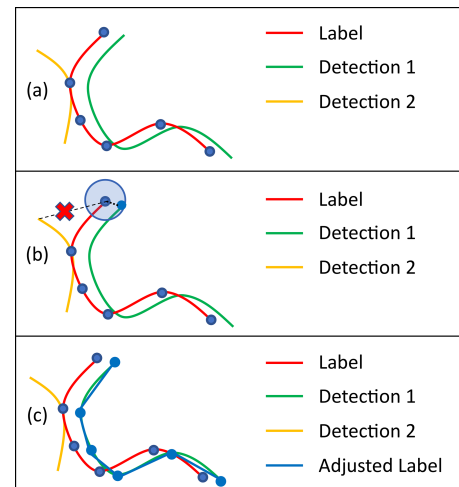 (a)
Label
Detection 1
Detection 2
(b)
Label
Detection 1
Detection 2
(c)
Label
Detection 1
Detection 2
Adjusted Label